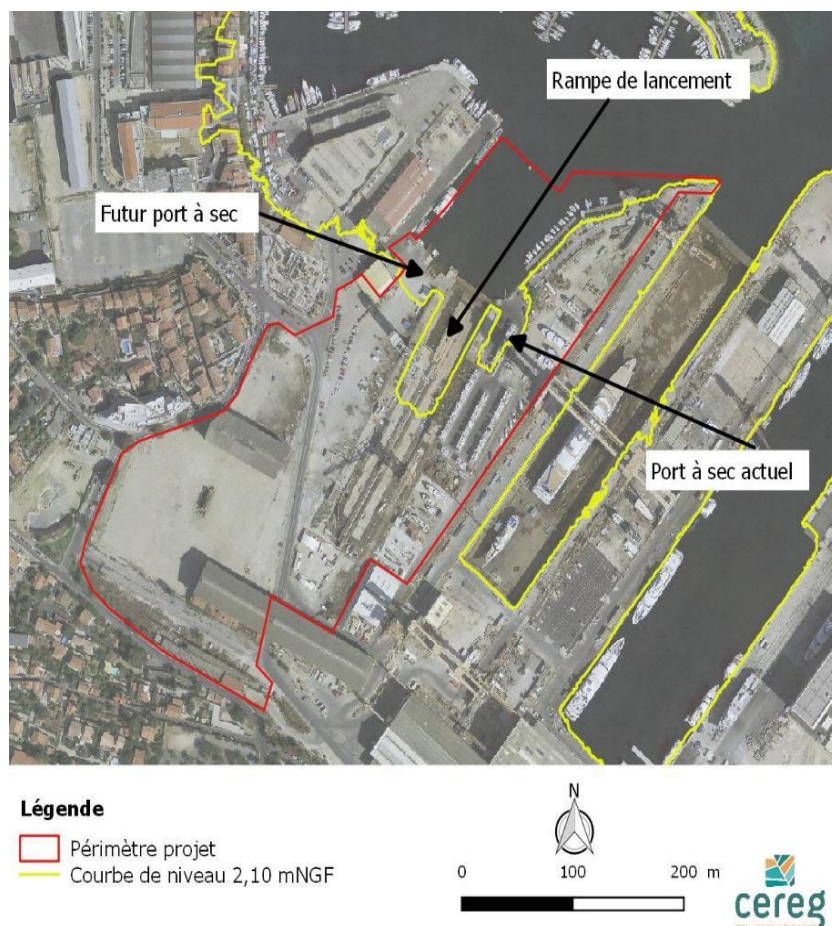 Rampe de lancement
Futur port à sec
Port à sec actuel
Légende
Périmètre projet
Courbe de niveau 2,10 mNGF
N
0 100 200 m
cereg